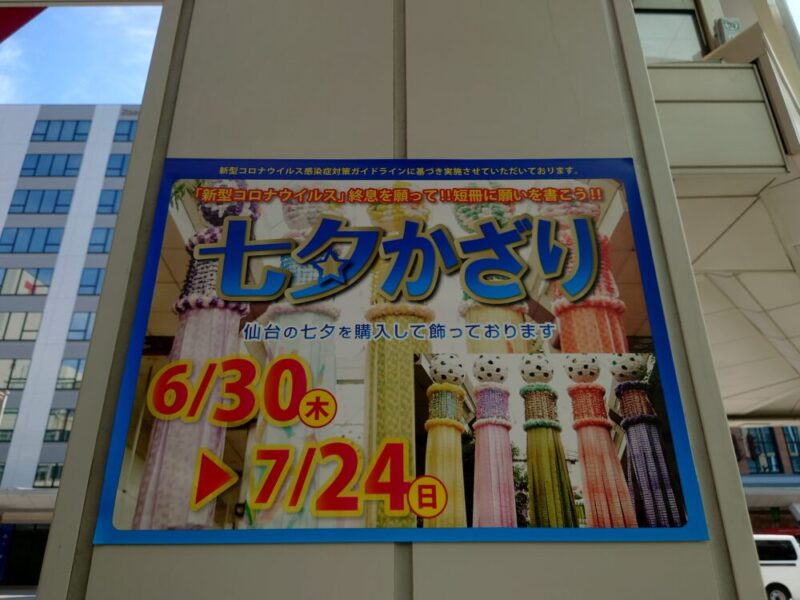 新型コロナウイルス感染症対策ガイドラインに基づき実施させていただいております。
「新型コロナウイルス」終息を願って!!短冊に願いを書こう!!
七夕かざり
仙台の七夕を購入して飾っております
6/30木
▶7/24日